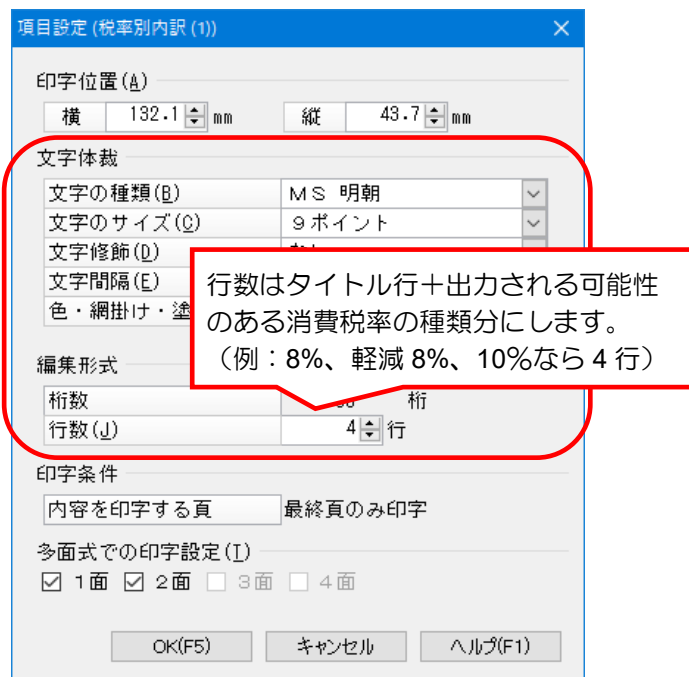 項目設定 (税率別内訳 (1))
印字位置(A)
横 132.1 mm 縦 43.7 mm
文字体裁
文字の種類(B) ＭＳ 明朝
文字のサイズ(C) ９ポイント
文字修飾(D)
文字間隔(E)
色・網掛け・塗
行数はタイトル行＋出力される可能性
のある消費税率の種類分にします。
（例：8%、軽減 8%、10%なら 4 行）
編集形式
桁数 桁
行数(J) 4 行
印字条件
内容を印字する頁 最終頁のみ印字
多面式での印字設定(I)
１面 ２面 ３面 ４面
OK(F5) キャンセル ヘルプ(F1)